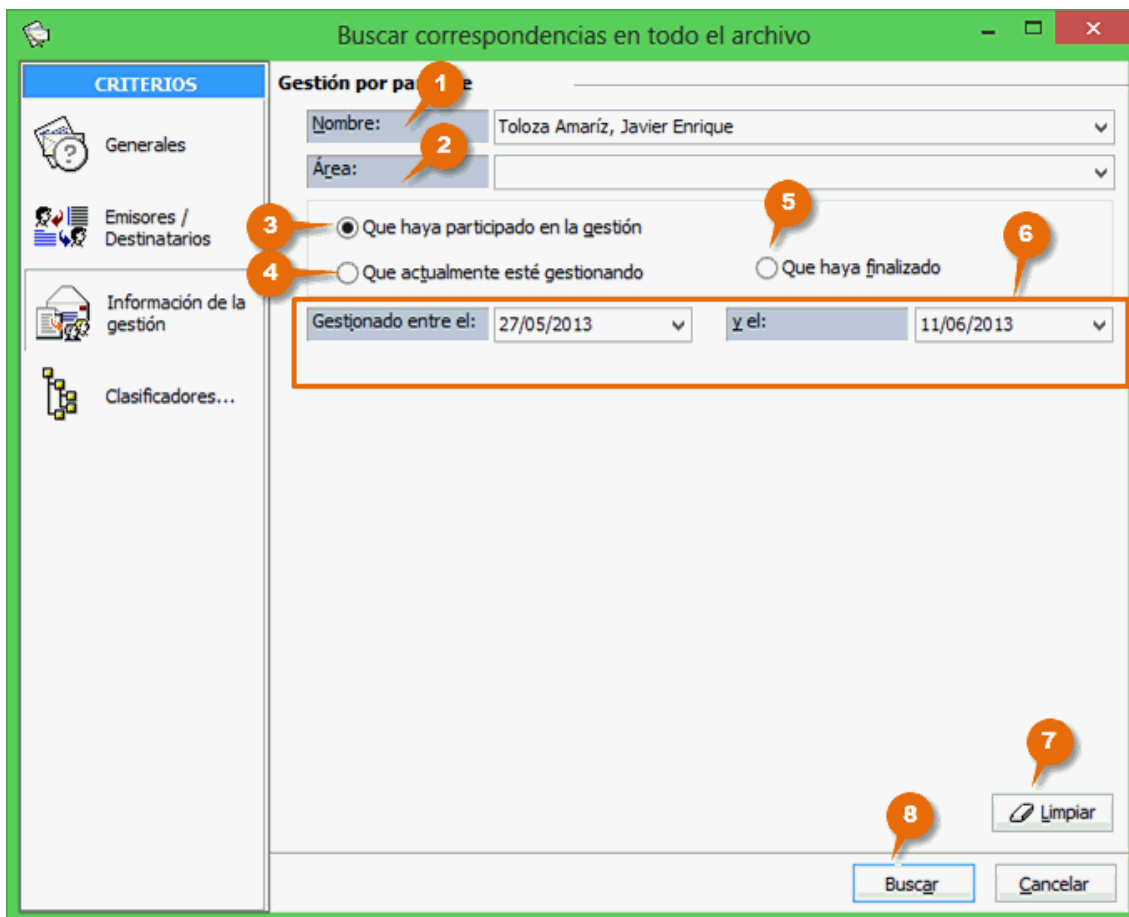 Buscar correspondencias en todo el archivo
CRITERIOS
Generales
Emisores /
Destinatarios
Información de la
gestión
Clasificadores...
Gestión por
1
Nombre:
Toloza Amaríz, Javier Enrique
2
Área:
3
Que haya participado en la gestión
4
Que actualmente esté gestionando
5
Que haya finalizado
6
Gestionado entre el:
27/05/2013
y el:
11/06/2013
7
Limpiar
8
Buscar
Cancelar